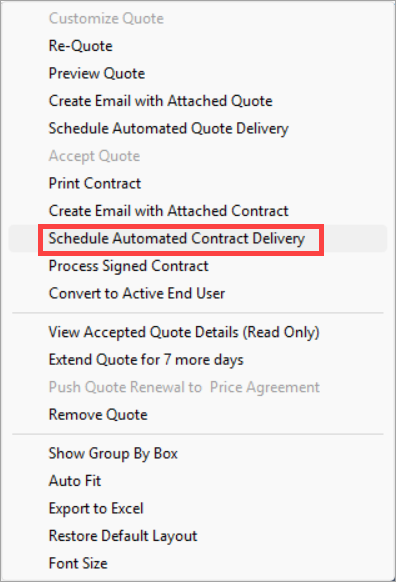 Customize Quote
Re-Quote
Preview Quote
Create Email with Attached Quote
Schedule Automated Quote Delivery
Accept Quote
Print Contract
Create Email with Attached Contract
Schedule Automated Contract Delivery
Process Signed Contract
Convert to Active End User
View Accepted Quote Details (Read Only)
Extend Quote for 7 more days
Push Quote Renewal to  Price Agreement
Remove Quote
Show Group By Box
Auto Fit
Export to Excel
Restore Default Layout
Font Size